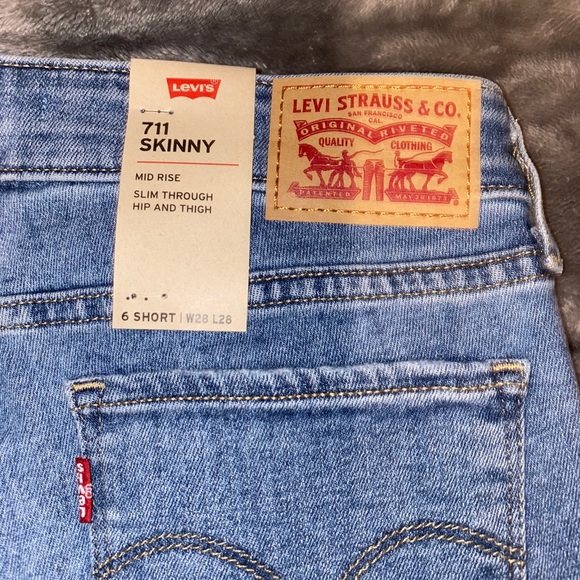 LEVI'S
711
SKINNY
MID RISE
SLIM THROUGH
HIP AND THIGH
6 SHORT | W28 L28
LEVI STRAUSS & CO.
SAN FRANCISCO
CAL.
ORIGINAL RIVETED
QUALITY CLOTHING
PATENTED MAY 20 1873
LEVI'S